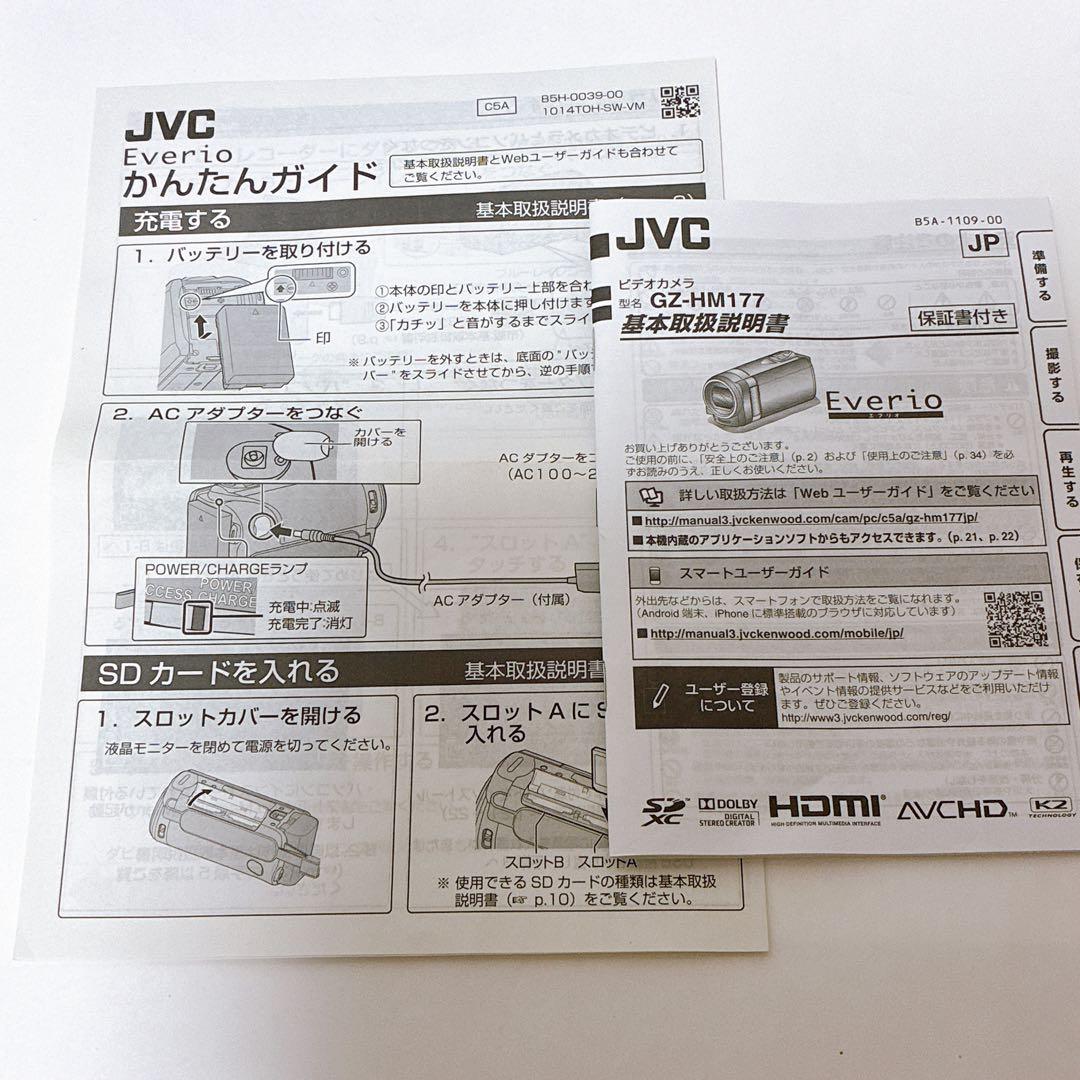 JVC
Everio
かんたんガイド
C5A
B5H-0039-00
1014TOH-SW-VM
基本取扱説明書とWebユーザーガイドも合わせて
ご覧ください。
充電する
基本取扱説明書
1. バッテリーを取り付ける
①本体の印とバッテリー上部を合わ
②バッテリーを本体に押し付けます
③「カチッ」と音がするまでスライ
印
※ バッテリーを外すときは、底面の"バッ
バー"をスライドさせてから、逆の手順
2. AC アダプターをつなぐ
カバーを
開ける
AC ダプターをコ
(AC100~2
POWER/CHARGEランプ
POWER
CCESS CHARGE
充電中:点滅
充電完了:消灯
AC アダプター(付属)
SD カードを入れる
基本取扱説明書
1. スロットカバーを開ける
液晶モニターを閉めて電源を切ってください。
2. スロット A に S
入れる
スロットB スロットA
※ 使用できる SD カードの種類は基本取扱
説明書(☞ p.10)をご覧ください。
JVC
B5A-1109-00
JP
ビデオカメラ
型名 GZ-HM177
基本取扱説明書
保証書付き
Everio
エブリオ
お買い上げありがとうございます。
ご使用の前に、「安全上のご注意」(p. 2) および「使用上のご注意」(p. 34) を必
ずお読みのうえ、正しくお使いください。
詳しい取扱方法は「Web ユーザーガイド」をご覧ください
■ http://manual3.jvckenwood.com/cam/pc/c5a/gz-hm177jp/
■ 本機内蔵のアプリケーションソフトからもアクセスできます。(p. 21、p. 22)
スマートユーザーガイド
外出先などからは、スマートフォンで取扱方法をご覧になれます。
(Android 端末、iPhone に標準搭載のブラウザに対応しています)
■ http://manual3.jvckenwood.com/mobile/jp/
ユーザー登録
について
製品のサポート情報、ソフトウェアのアップデート情報
やイベント情報の提供サービスなどをご利用いただけ
ます。ぜひご登録ください。
http://www3.jvckenwood.com/reg/
SD XC
DOLBY
DIGITAL
STEREO CREATOR
HDMI
HIGH-DEFINITION MULTIMEDIA INTERFACE
AVCHD™
K2
TECHNOLOGY
準備する
撮影する
再生する